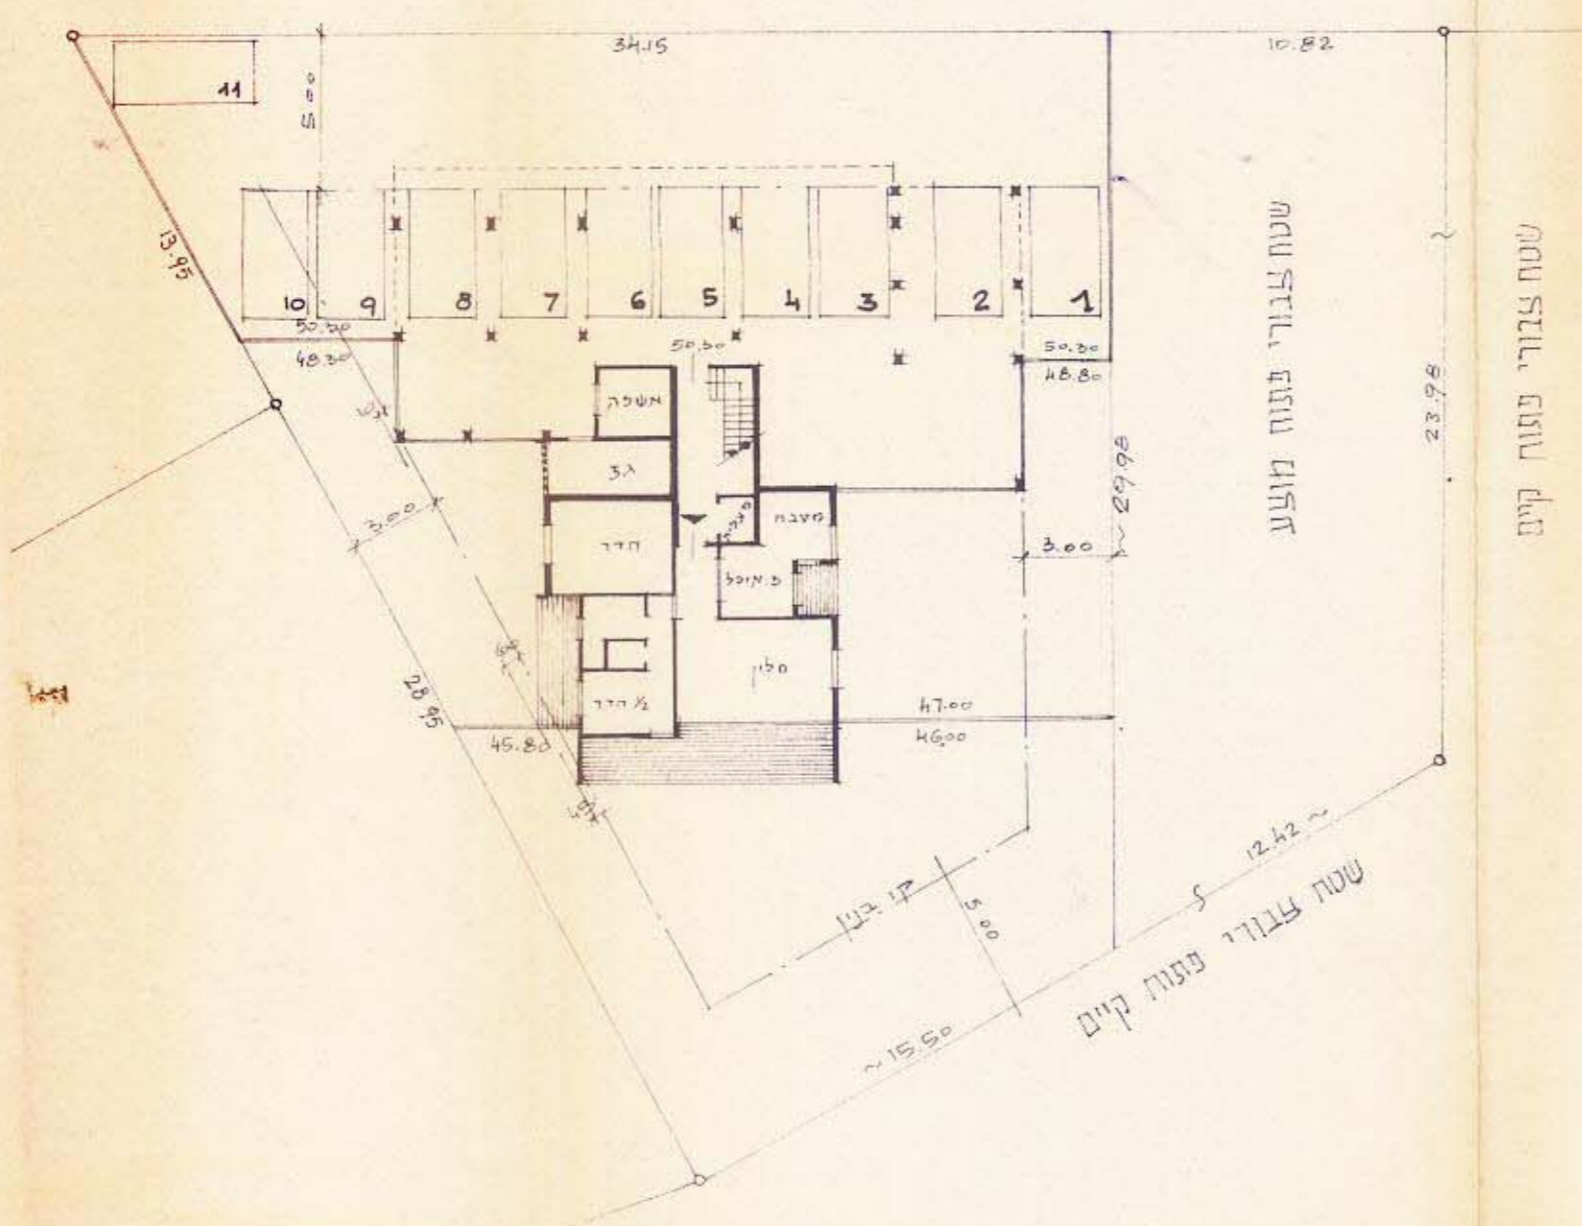 34.15
10.82
11
5.00
13.95
10
9
8
7
6
5
4
3
2
1
50.30
48.30
50.30
50.30
48.80
אשפה
ג.צ
חדר
מטבח
פ.אוכל
סלון
1/2 חדר
3.00
3.00
~ 29.98
23.98
~
שטח צבורי פתוח מוצע
שטח צבורי פתוח קיים
28.95
45.80
47.00
46.00
קו בנין
5.00
12.42 ~
שטח צבורי פתוח קיים
~ 15.50